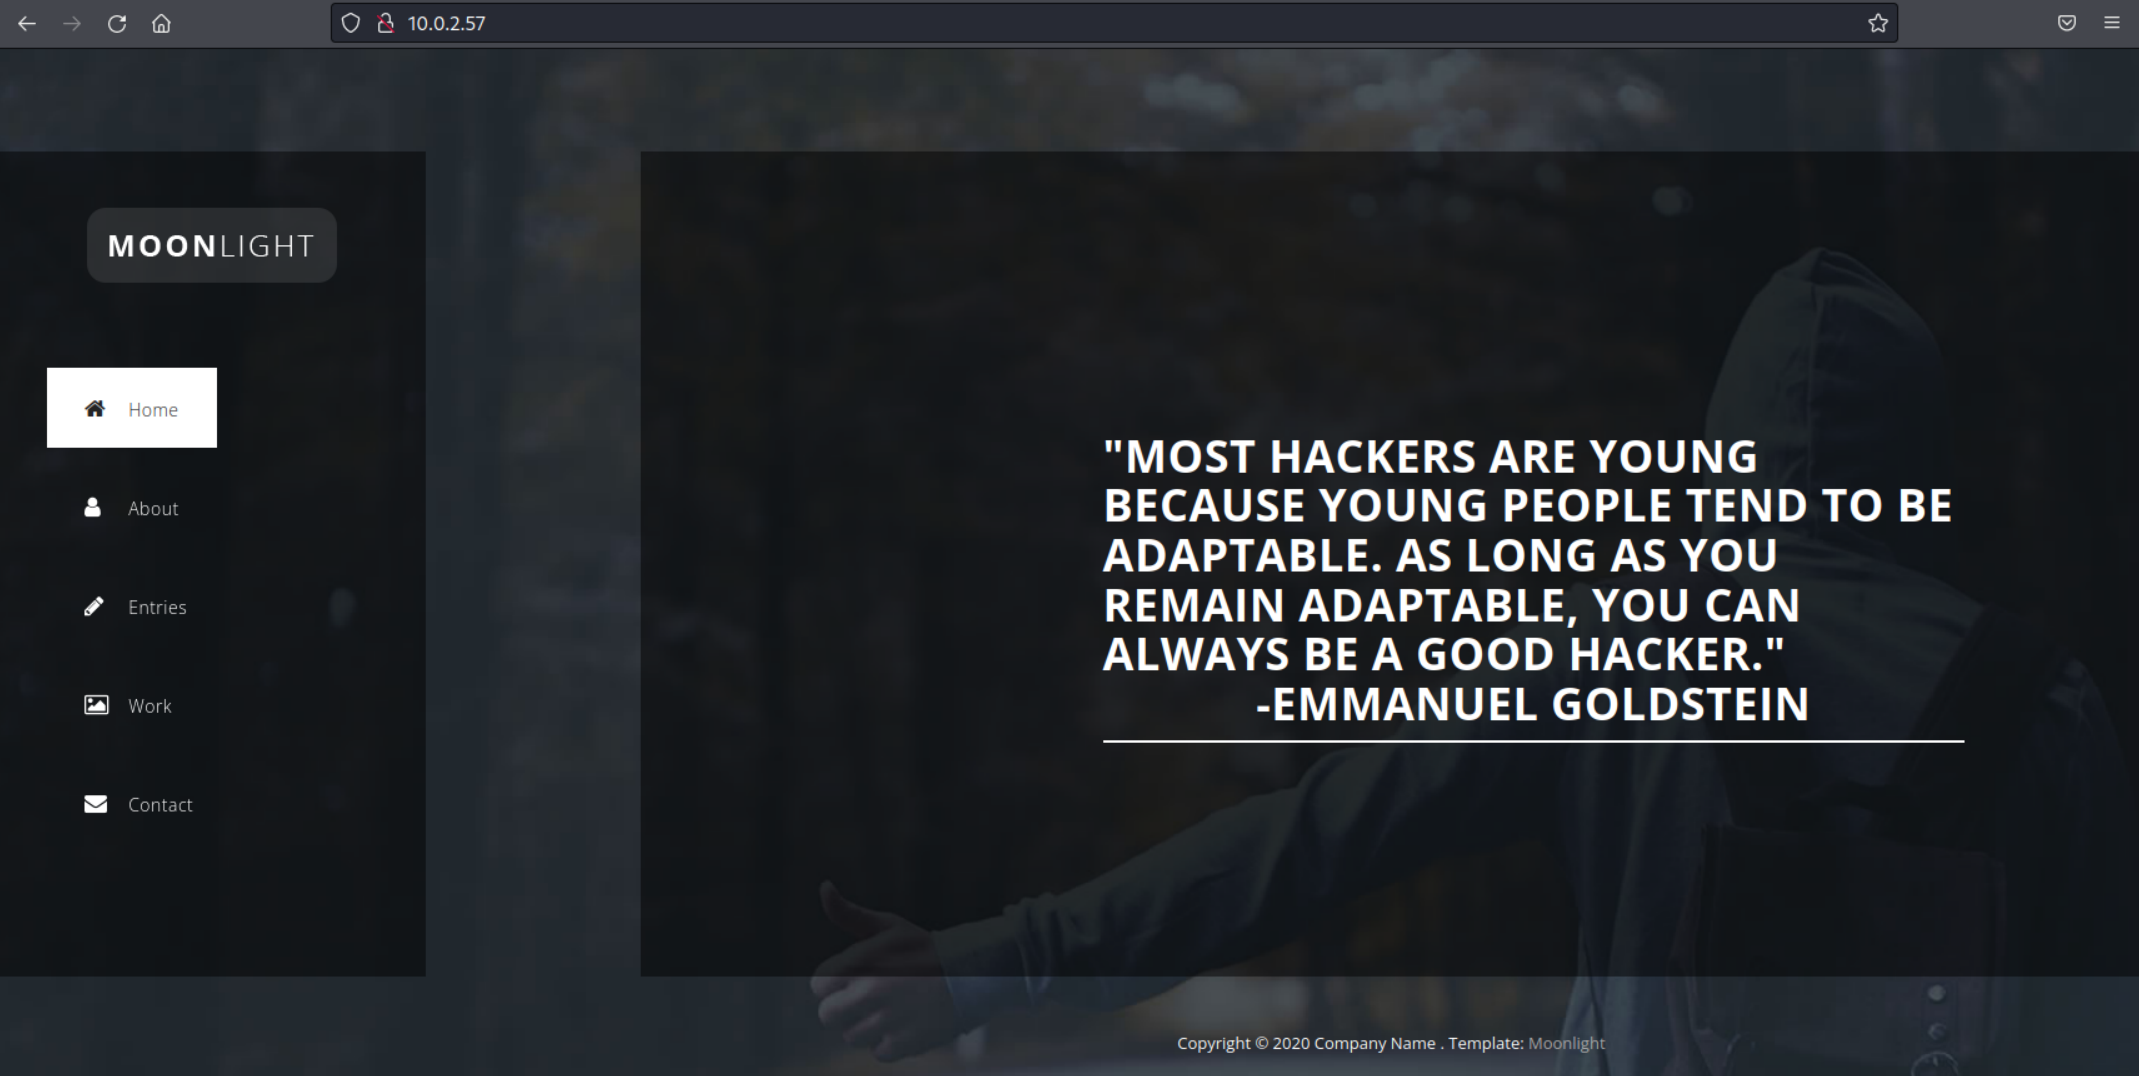 10.0.2.57
MOONLIGHT
Home
About
Entries
Work
Contact
"MOST HACKERS ARE YOUNG
BECAUSE YOUNG PEOPLE TEND TO BE
ADAPTABLE. AS LONG AS YOU
REMAIN ADAPTABLE, YOU CAN
ALWAYS BE A GOOD HACKER."
-EMMANUEL GOLDSTEIN
Copyright © 2020 Company Name . Template: Moonlight